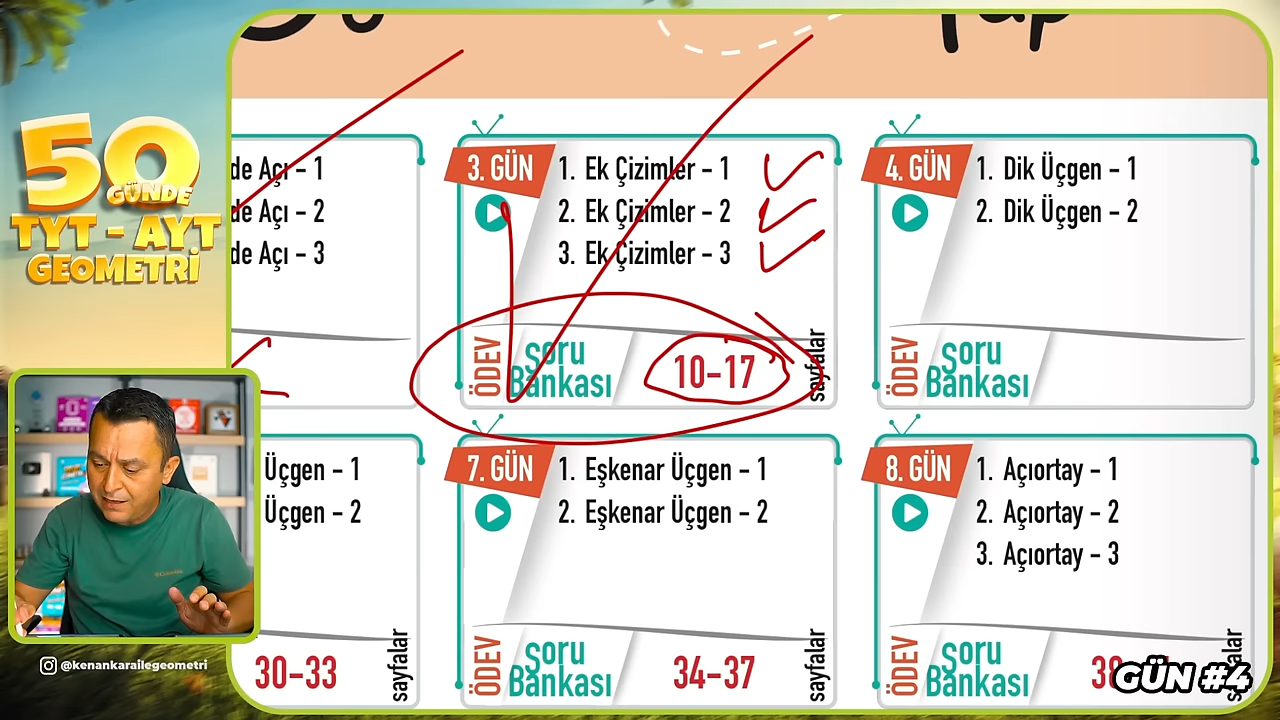 50
GÜNDE
TYT - AYT
GEOMETRİ
de Açı - 1
de Açı - 2
de Açı - 3
3. GÜN
1. Ek Çizimler - 1
2. Ek Çizimler - 2
3. Ek Çizimler - 3
ÖDEV
Soru
Bankası
10-17
sayfalar
4. GÜN
1. Dik Üçgen - 1
2. Dik Üçgen - 2
ÖDEV
Soru
Bankası
Üçgen - 1
Üçgen - 2
30-33
sayfalar
7. GÜN
1. Eşkenar Üçgen - 1
2. Eşkenar Üçgen - 2
ÖDEV
Soru
Bankası
34-37
sayfalar
8. GÜN
1. Açıortay - 1
2. Açıortay - 2
3. Açıortay - 3
ÖDEV
Soru
Bankası
@kenankarailegeometri
GÜN #4